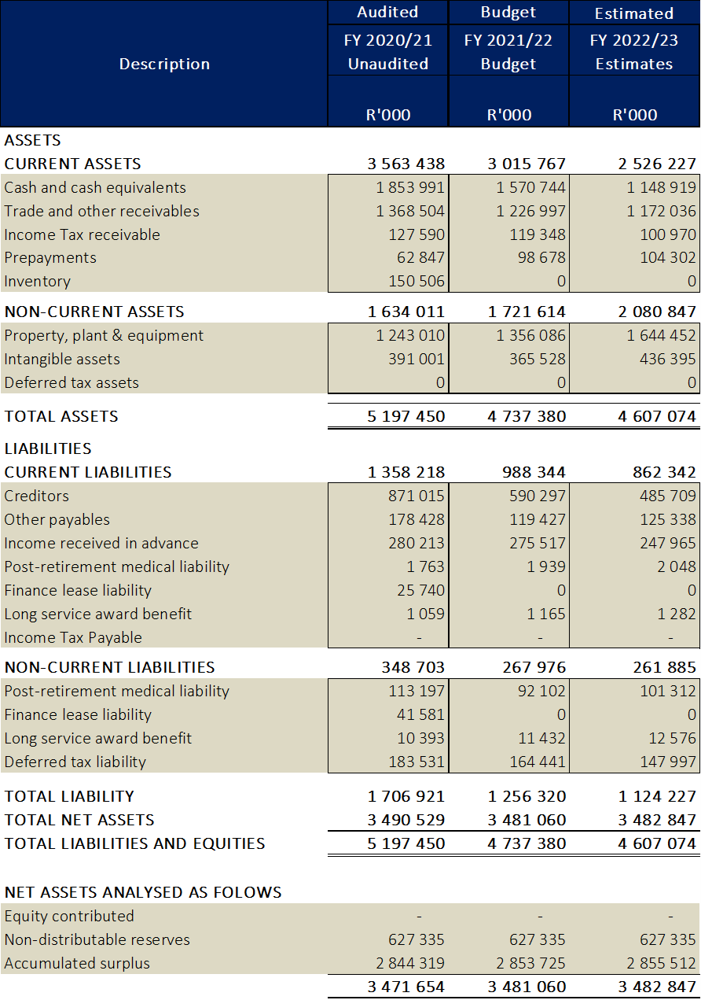 Audited Budget Estimated
Description FY 2020/21 Unaudited FY 2021/22 Budget FY 2022/23 Estimates
R'000 R'000 R'000
ASSETS
CURRENT ASSETS 3 563 438 3 015 767 2 526 227
Cash and cash equivalents 1 853 991 1 570 744 1 148 919
Trade and other receivables 1 368 504 1 226 997 1 172 036
Income Tax receivable 127 590 119 348 100 970
Prepayments 62 847 98 678 104 302
Inventory 150 506 0 0
NON-CURRENT ASSETS 1 634 011 1 721 614 2 080 847
Property, plant & equipment 1 243 010 1 356 086 1 644 452
Intangible assets 391 001 365 528 436 395
Deferred tax assets 0 0 0
TOTAL ASSETS 5 197 450 4 737 380 4 607 074
LIABILITIES
CURRENT LIABILITIES 1 358 218 988 344 862 342
Creditors 871 015 590 297 485 709
Other payables 178 428 119 427 125 338
Income received in advance 280 213 275 517 247 965
Post-retirement medical liability 1 763 1 939 2 048
Finance lease liability 25 740 0 0
Long service award benefit 1 059 1 165 1 282
Income Tax Payable - - -
NON-CURRENT LIABILITIES 348 703 267 976 261 885
Post-retirement medical liability 113 197 92 102 101 312
Finance lease liability 41 581 0 0
Long service award benefit 10 393 11 432 12 576
Deferred tax liability 183 531 164 441 147 997
TOTAL LIABILITY 1 706 921 1 256 320 1 124 227
TOTAL NET ASSETS 3 490 529 3 481 060 3 482 847
TOTAL LIABILITIES AND EQUITIES 5 197 450 4 737 380 4 607 074
NET ASSETS ANALYSED AS FOLOWS
Equity contributed - - -
Non-distributable reserves 627 335 627 335 627 335
Accumulated surplus 2 844 319 2 853 725 2 855 512
3 471 654 3 481 060 3 482 847